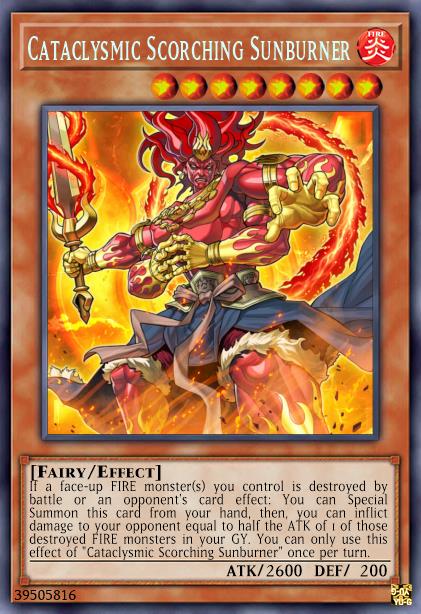 CATACLYSMIC SCORCHING SUNBURNER
FIRE
炎
[FAIRY/EFFECT]
If a face-up FIRE monster(s) you control is destroyed by
battle or an opponent's card effect: You can Special
Summon this card from your hand, then, you can inflict
damage to your opponent equal to half the ATK of 1 of those
destroyed FIRE monsters in your GY. You can only use this
effect of "Cataclysmic Scorching Sunburner" once per turn.
ATK/2600 DEF/ 200
39505816